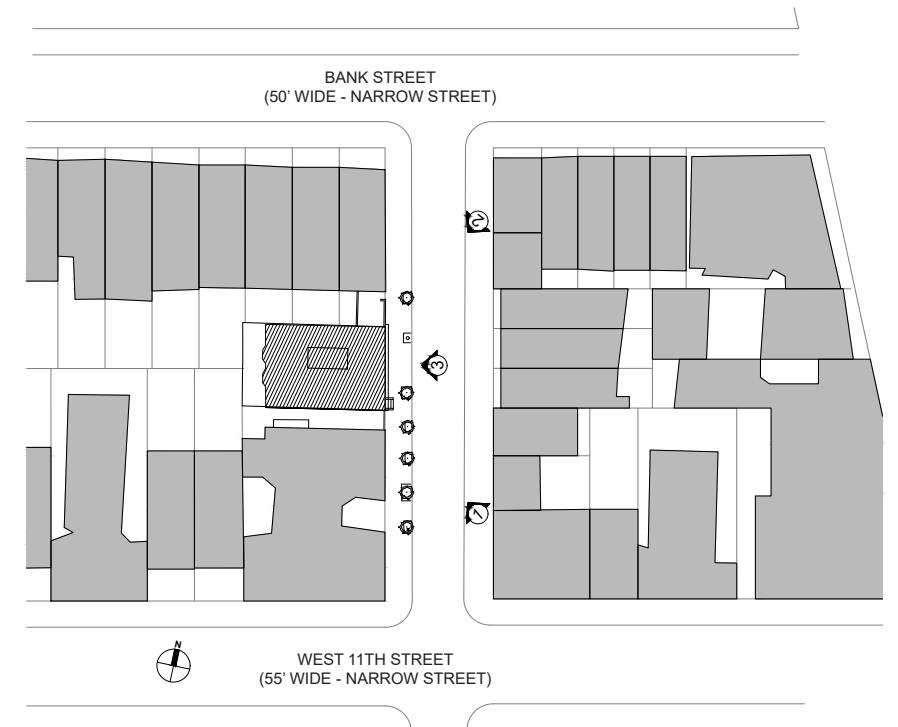 BANK STREET
(50' WIDE - NARROW STREET)
2
3
1
N
WEST 11TH STREET
(55' WIDE - NARROW STREET)